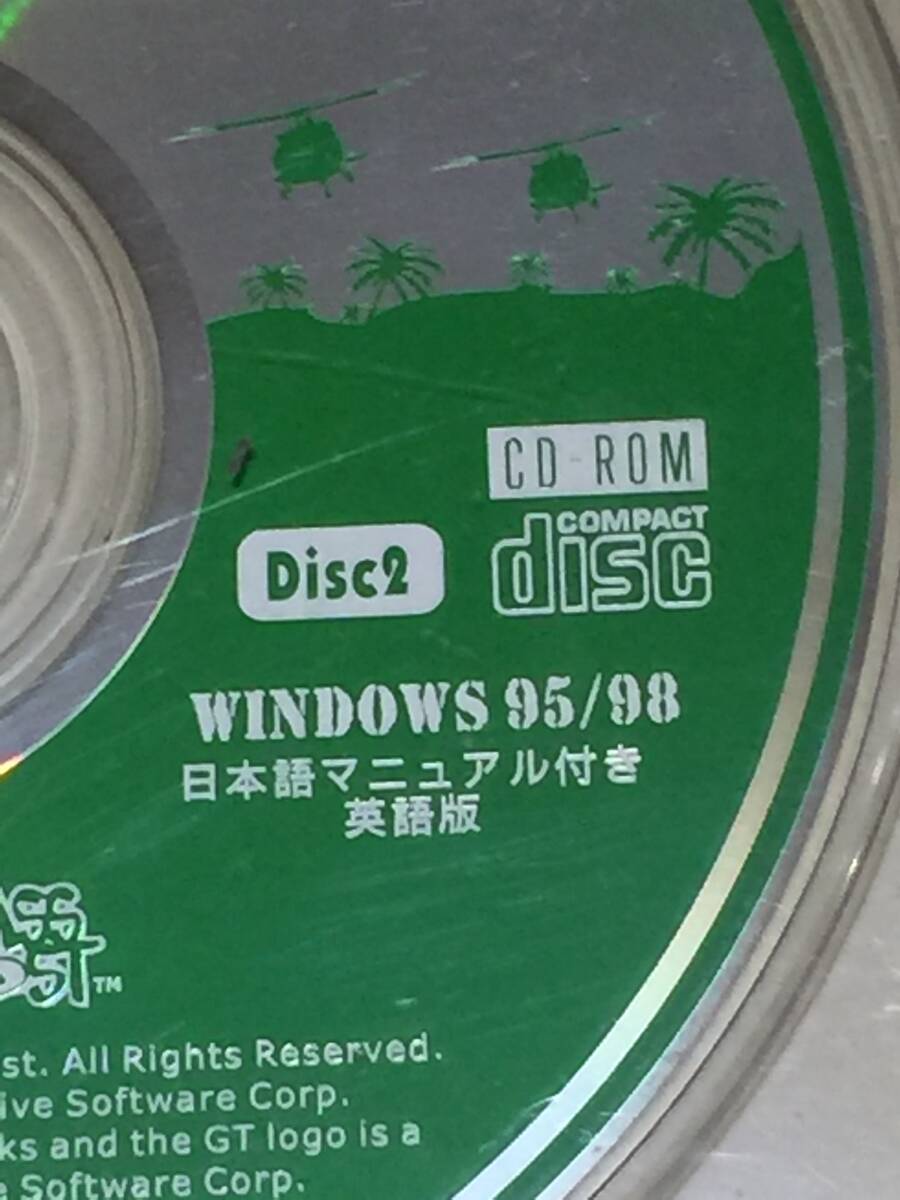 CD-ROM
COMPACT
disc
Disc2
WINDOWS 95/98
日本語マニュアル付き
英語版
TM
st. All Rights Reserved.
ive Software Corp.
ks and the GT logo is a
e Software Corp.